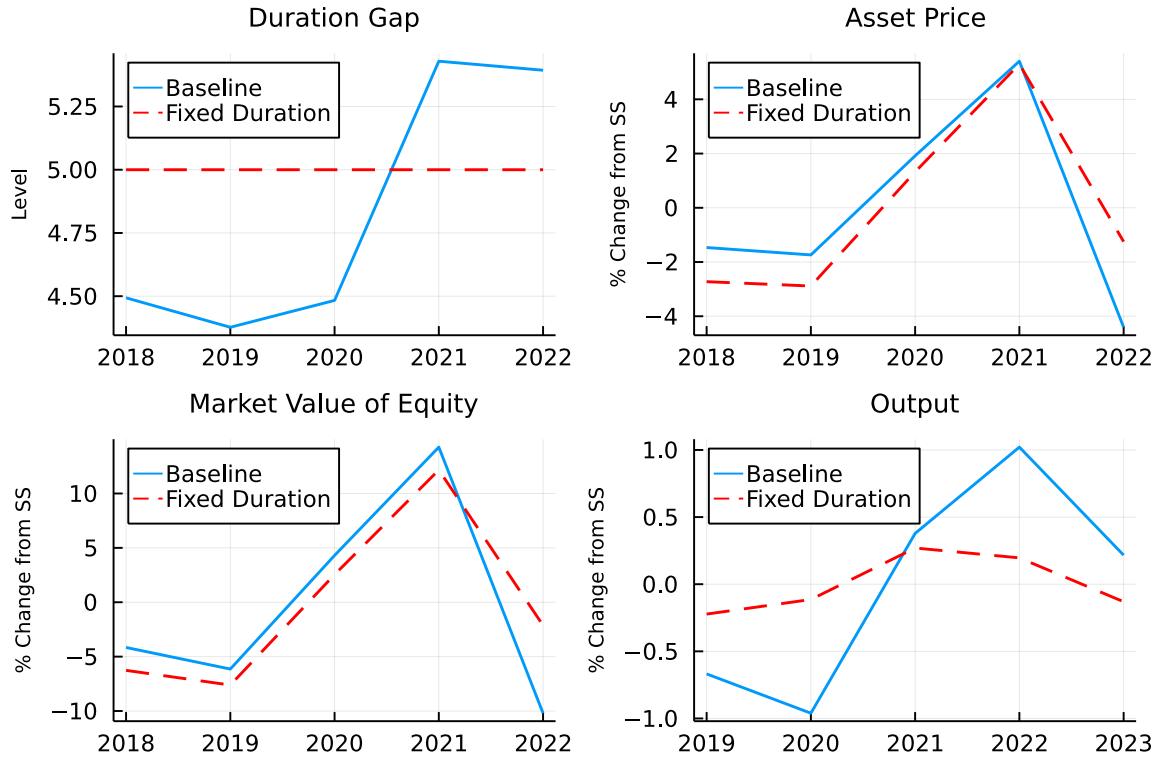 Duration Gap
Level
5.25
5.00
4.75
4.50
Baseline
Fixed Duration
2018 2019 2020 2021 2022
Asset Price
% Change from SS
4
2
0
−2
−4
Baseline
Fixed Duration
2018 2019 2020 2021 2022
Market Value of Equity
% Change from SS
10
5
0
−5
−10
Baseline
Fixed Duration
2018 2019 2020 2021 2022
Output
% Change from SS
1.0
0.5
0.0
−0.5
−1.0
Baseline
Fixed Duration
2019 2020 2021 2022 2023